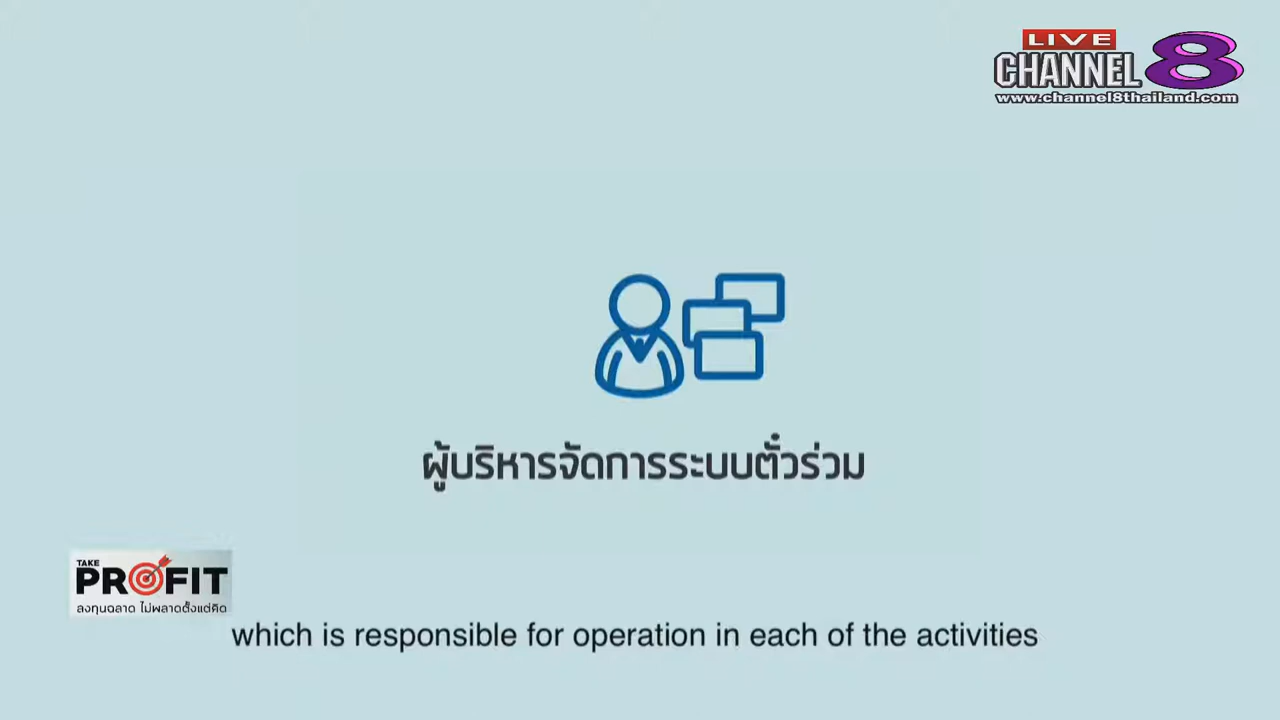 LIVE
CHANNEL 8
www.channel8thailand.com
ผู้บริหารจัดการระบบตั๋วร่วม
TAKE
PROFIT
ลงทุนฉลาด ไม่พลาดตั้งแต่คิด
which is responsible for operation in each of the activities